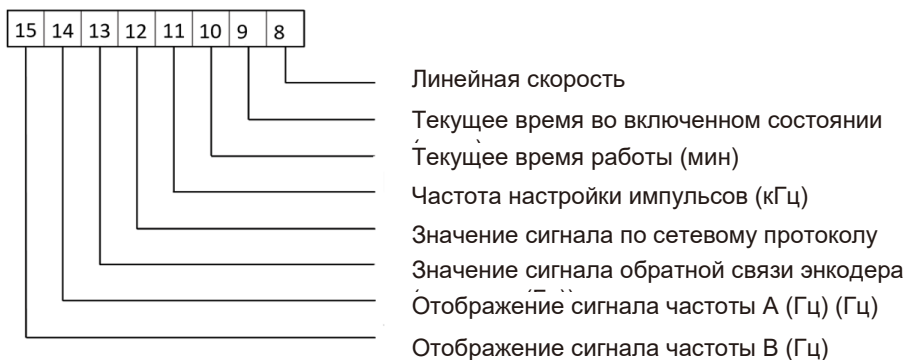 15 14 13 12 11 10 9 8
Линейная скорость
Текущее время во включенном состоянии
Текущее время работы (мин)
Частота настройки импульсов (кГц)
Значение сигнала по сетевому протоколу
Значение сигнала обратной связи энкодера
Отображение сигнала частоты A (Гц) (Гц)
Отображение сигнала частоты B (Гц)